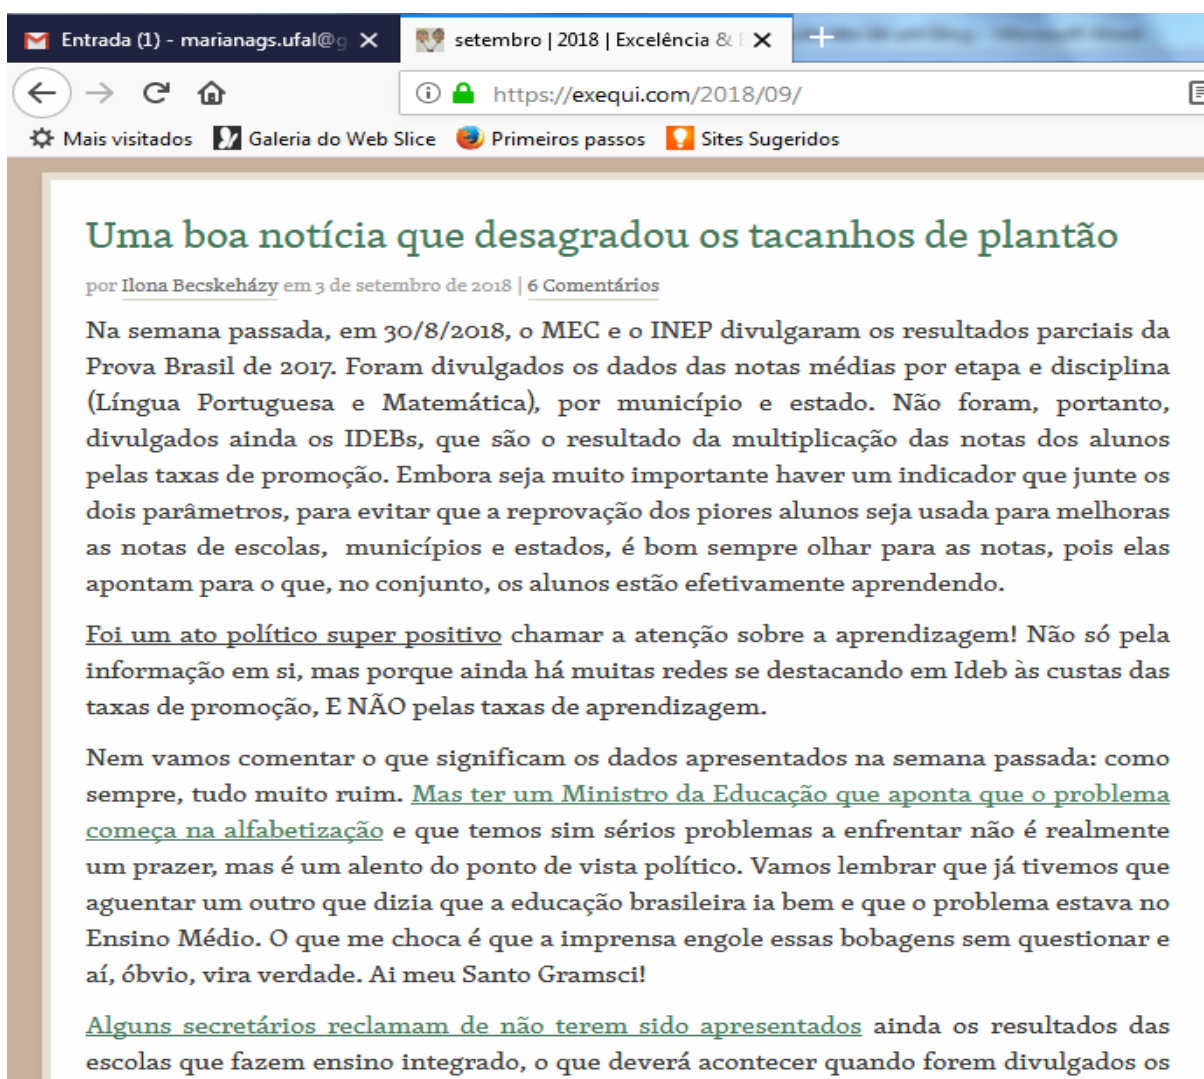 Entrada (1) - marianags.ufal@g
setembro | 2018 | Excelência & E
https://exequi.com/2018/09/
Mais visitados Galeria do Web Slice Primeiros passos Sites Sugeridos
Uma boa notícia que desagradou os tacanhos de plantão
por Ilona Becskeházy em 3 de setembro de 2018 | 6 Comentários
Na semana passada, em 30/8/2018, o MEC e o INEP divulgaram os resultados parciais da
Prova Brasil de 2017. Foram divulgados os dados das notas médias por etapa e disciplina
(Língua Portuguesa e Matemática), por município e estado. Não foram, portanto,
divulgados ainda os IDEBs, que são o resultado da multiplicação das notas dos alunos
pelas taxas de promoção. Embora seja muito importante haver um indicador que junte os
dois parâmetros, para evitar que a reprovação dos piores alunos seja usada para melhoras
as notas de escolas, municípios e estados, é bom sempre olhar para as notas, pois elas
apontam para o que, no conjunto, os alunos estão efetivamente aprendendo.
Foi um ato político super positivo chamar a atenção sobre a aprendizagem! Não só pela
informação em si, mas porque ainda há muitas redes se destacando em Ideb às custas das
taxas de promoção, E NÃO pelas taxas de aprendizagem.
Nem vamos comentar o que significam os dados apresentados na semana passada: como
sempre, tudo muito ruim. Mas ter um Ministro da Educação que aponta que o problema
começa na alfabetização e que temos sim sérios problemas a enfrentar não é realmente
um prazer, mas é um alento do ponto de vista político. Vamos lembrar que já tivemos que
aguentar um outro que dizia que a educação brasileira ia bem e que o problema estava no
Ensino Médio. O que me choca é que a imprensa engole essas bobagens sem questionar e
aí, óbvio, vira verdade. Ai meu Santo Gramsci!
Alguns secretários reclamam de não terem sido apresentados ainda os resultados das
escolas que fazem ensino integrado, o que deverá acontecer quando forem divulgados os